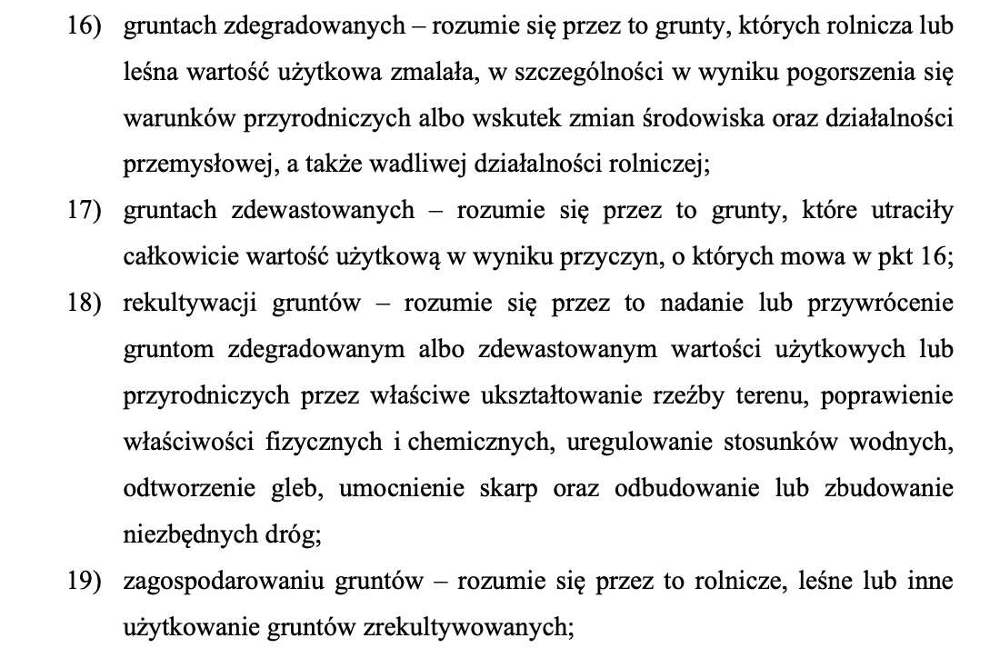 16) gruntach zdegradowanych – rozumie się przez to grunty, których rolnicza lub
leśna wartość użytkowa zmalała, w szczególności w wyniku pogorszenia się
warunków przyrodniczych albo wskutek zmian środowiska oraz działalności
przemysłowej, a także wadliwej działalności rolniczej;
17) gruntach zdewastowanych – rozumie się przez to grunty, które utraciły
całkowicie wartość użytkową w wyniku przyczyn, o których mowa w pkt 16;
18) rekultywacji gruntów – rozumie się przez to nadanie lub przywrócenie
gruntom zdegradowanym albo zdewastowanym wartości użytkowych lub
przyrodniczych przez właściwe ukształtowanie rzeźby terenu, poprawienie
właściwości fizycznych i chemicznych, uregulowanie stosunków wodnych,
odtworzenie gleb, umocnienie skarp oraz odbudowanie lub zbudowanie
niezbędnych dróg;
19) zagospodarowaniu gruntów – rozumie się przez to rolnicze, leśne lub inne
użytkowanie gruntów zrekultywowanych;